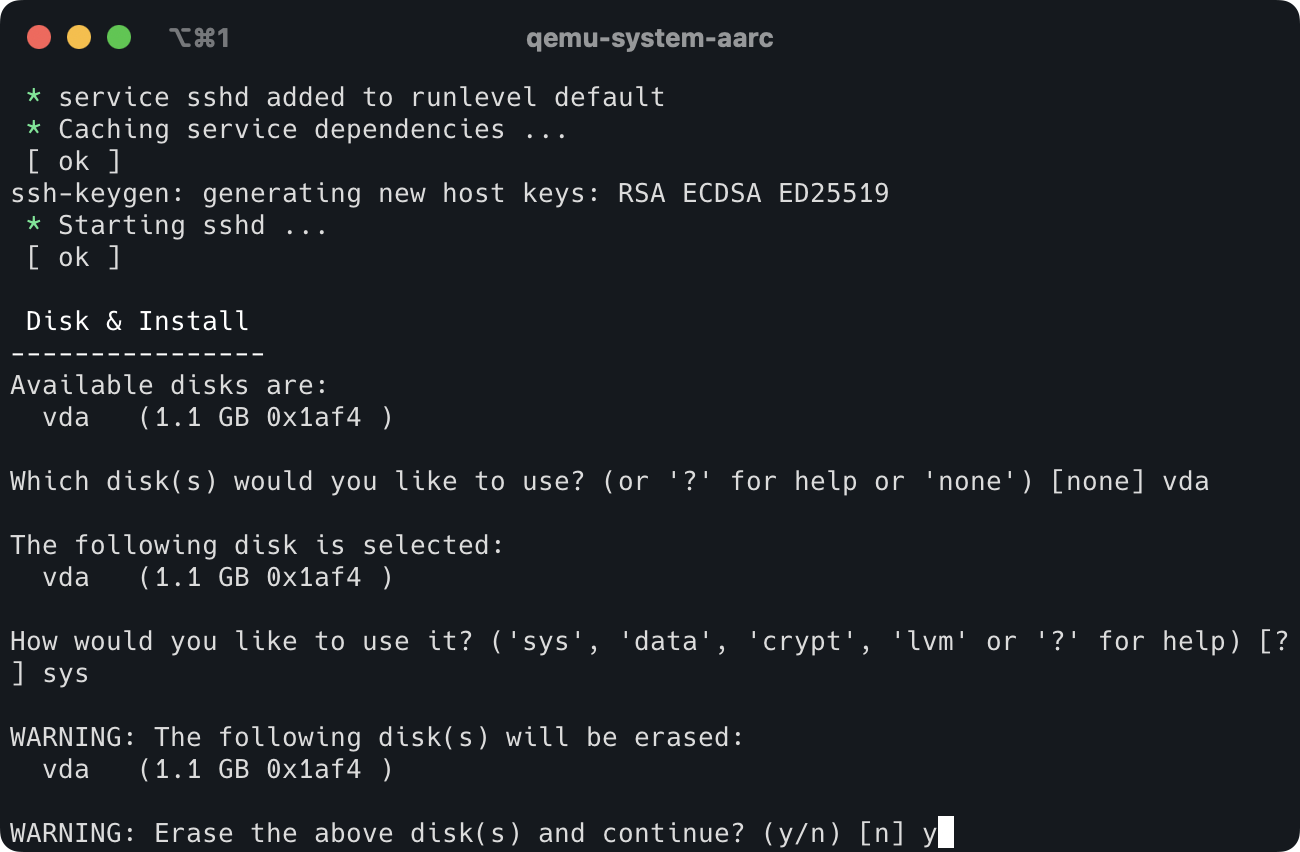 ⌥⌘1 qemu-system-aarc
* service sshd added to runlevel default
* Caching service dependencies ...
[ ok ]
ssh-keygen: generating new host keys: RSA ECDSA ED25519
* Starting sshd ...
[ ok ]
Disk & Install
----------------
Available disks are:
vda (1.1 GB 0x1af4 )
Which disk(s) would you like to use? (or '?' for help or 'none') [none] vda
The following disk is selected:
vda (1.1 GB 0x1af4 )
How would you like to use it? ('sys', 'data', 'crypt', 'lvm' or '?' for help) [?
] sys
WARNING: The following disk(s) will be erased:
vda (1.1 GB 0x1af4 )
WARNING: Erase the above disk(s) and continue? (y/n) [n] y